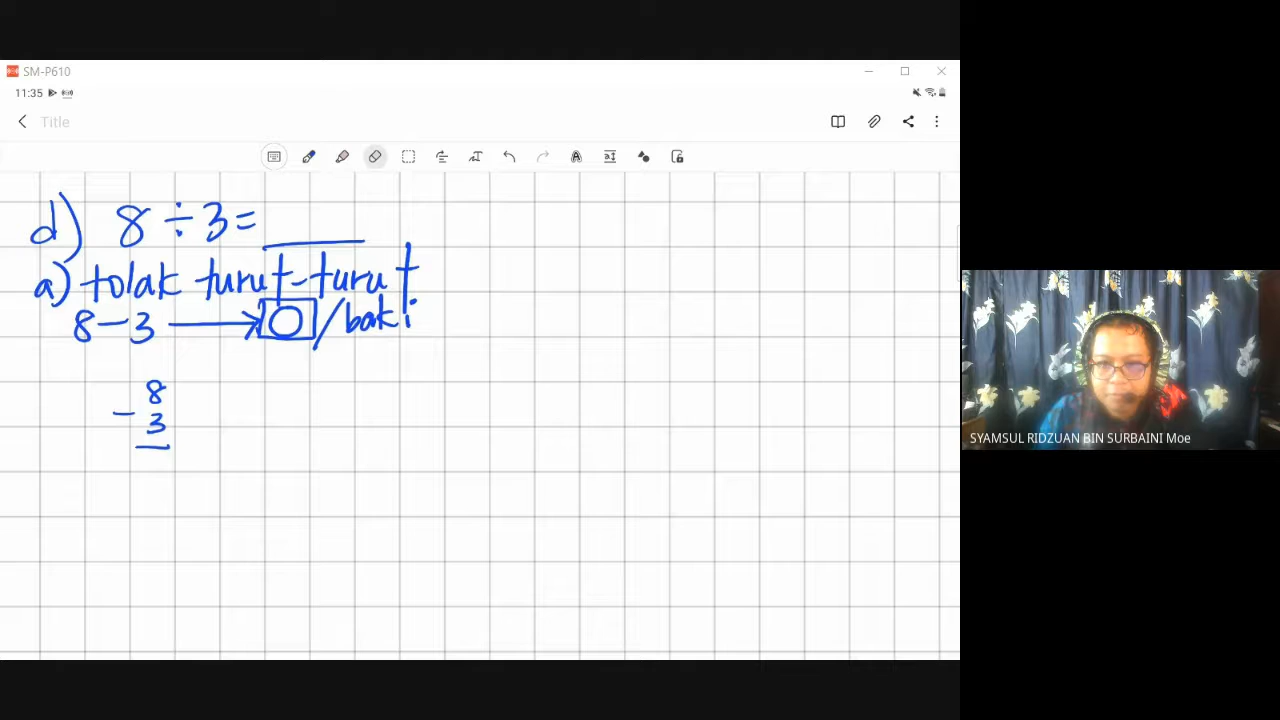 SM-P610
11:35
Title
d) 8 ÷ 3 = ____
a) tolak turut-turut
8 - 3 → 0 / baki
8
- 3
SYAMSUL RIDZUAN BIN SURBAINI Moe